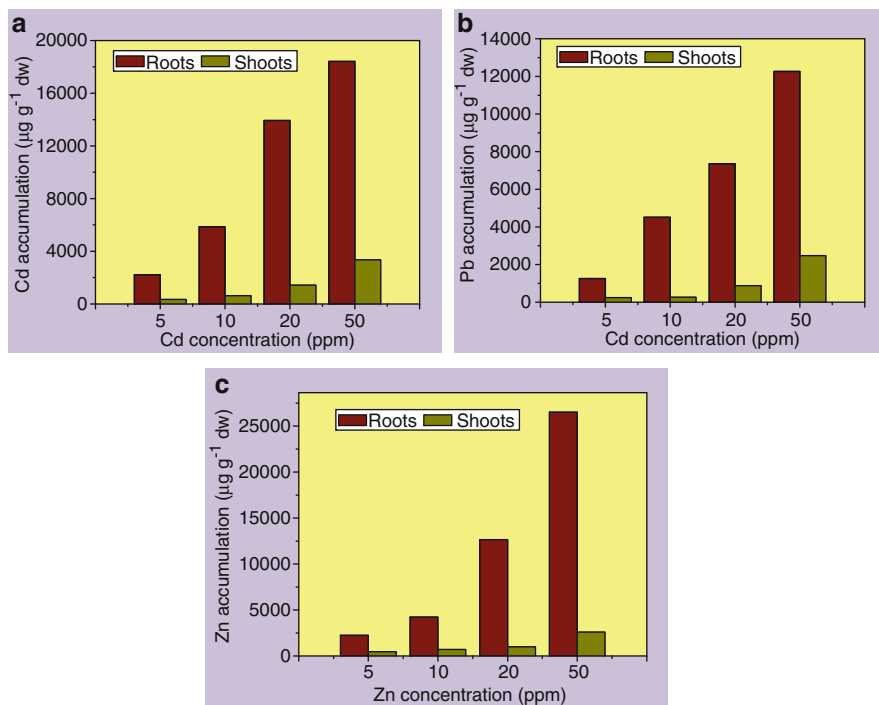 a
20000
16000
12000
8000
4000
0
Roots Shoots
Cd accumulation (µg g⁻¹ dw)
5 10 20 50
Cd concentration (ppm)
b
14000
12000
10000
8000
6000
4000
2000
0
Roots Shoots
Pb accumulation (µg g⁻¹ dw)
5 10 20 50
Cd concentration (ppm)
c
25000
20000
15000
10000
5000
0
Roots Shoots
Zn accumulation (µg g⁻¹ dw)
5 10 20 50
Zn concentration (ppm)